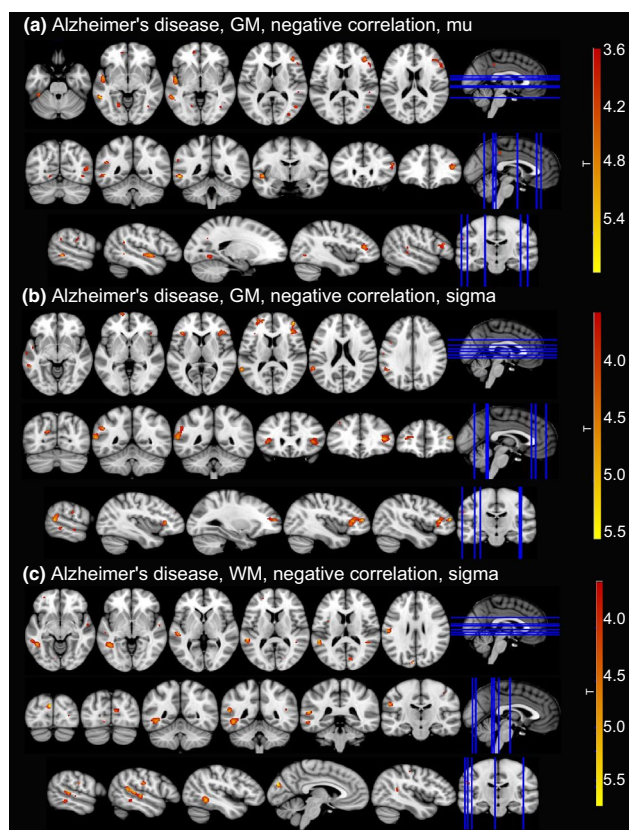 (a) Alzheimer's disease, GM, negative correlation, mu
3.6
4.2
T
4.8
5.4
(b) Alzheimer's disease, GM, negative correlation, sigma
4.0
T
4.5
5.0
5.5
(c) Alzheimer's disease, WM, negative correlation, sigma
4.0
T
4.5
5.0
5.5